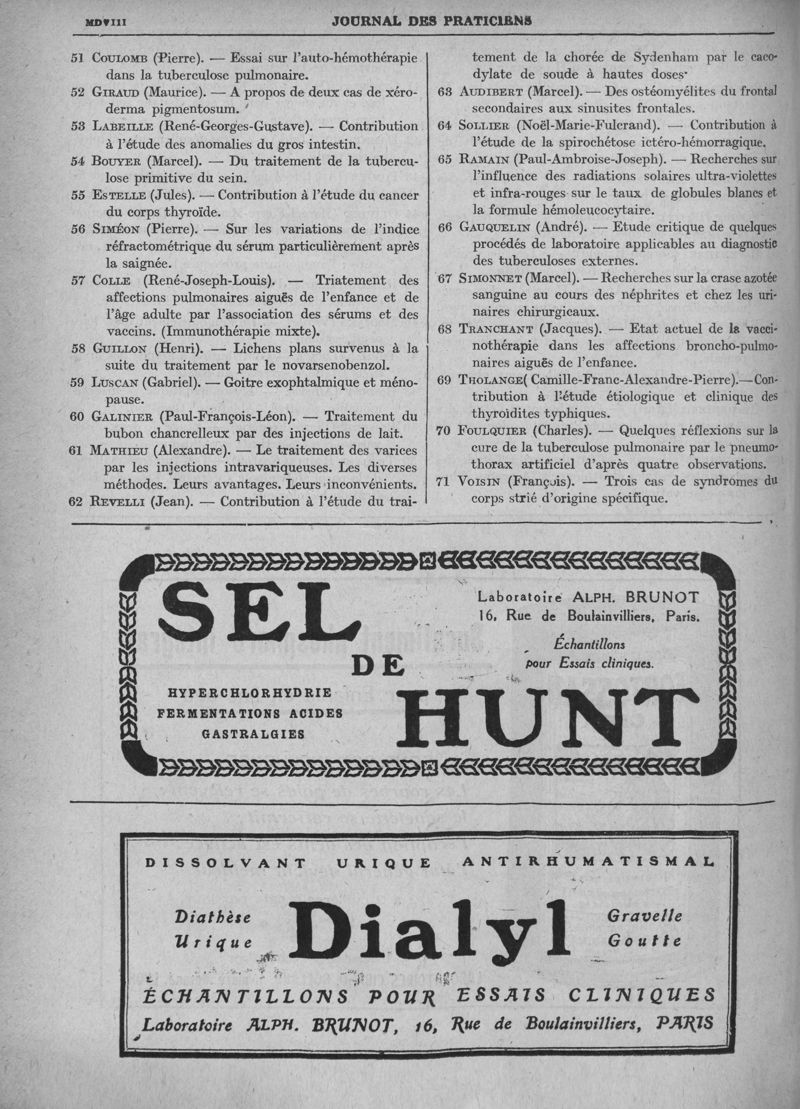 MDVIII
JOURNAL DES PRATICIENS
51 COULOMB (Pierre). — Essai sur l'auto-hémothérapie
dans la tuberculose pulmonaire.
52 GIRAUD (Maurice). — A propos de deux cas de xéro-
derma pigmentosum.
53 LABEILLE (René-Georges-Gustave). — Contribution
à l'étude des anomalies du gros intestin.
54 BOUYER (Marcel). — Du traitement de la tubercu-
lose primitive du sein.
55 ESTELLE (Jules). — Contribution à l'étude du cancer
du corps thyroïde.
56 SIMÉON (Pierre). — Sur les variations de l'indice
réfractométrique du sérum particulièrement après
la saignée.
57 COLLE (René-Joseph-Louis). — Triatement des
affections pulmonaires aiguës de l'enfance et de
l'âge adulte par l'association des sérums et des
vaccins. (Immunothérapie mixte).
58 GUILLON (Henri). — Lichens plans survenus à la
suite du traitement par le novarsenobenzol.
59 LUSCAN (Gabriel). — Goitre exophtalmique et méno-
pause.
60 GALINIER (Paul-François-Léon). — Traitement du
bubon chancrelleux par des injections de lait.
61 MATHIEU (Alexandre). — Le traitement des varices
par les injections intravariqueuses. Les diverses
méthodes. Leurs avantages. Leurs inconvénients.
62 REVELLI (Jean). — Contribution à l'étude du trai-
tement de la chorée de Sydenham par le caco-
dylate de soude à hautes doses.
63 AUDIBERT (Marcel). — Des ostéomyélites du frontal
secondaires aux sinusites frontales.
64 SOLLIER (Noël-Marie-Fulcrand). — Contribution à
l'étude de la spirochétose ictéro-hémorragique.
65 RAMAIN (Paul-Ambroise-Joseph). — Recherches sur
l'influence des radiations solaires ultra-violettes
et infra-rouges sur le taux de globules blancs et
la formule hémoleucocytaire.
66 GAUQUELIN (André). — Etude critique de quelques
procédés de laboratoire applicables au diagnostic
des tuberculoses externes.
67 SIMONNET (Marcel). — Recherches sur la crase azotée
sanguine au cours des néphrites et chez les uri-
naires chirurgicaux.
68 TRANCHANT (Jacques). — Etat actuel de la vacci-
nothérapie dans les affections broncho-pulmo-
naires aiguës de l'enfance.
69 THOLANGE( Camille-Franc-Alexandre-Pierre).—Con-
tribution à l'étude étiologique et clinique des
thyroïdites typhiques.
70 FOULQUIER (Charles). — Quelques réflexions sur la
cure de la tuberculose pulmonaire par le pneumo-
thorax artificiel d'après quatre observations.
71 VOISIN (François). — Trois cas de syndromes du
corps strié d'origine spécifique.
SEL
DE
HUNT
Laboratoire ALPH. BRUNOT
16, Rue de Boulainvilliers, Paris.
Échantillons
pour Essais cliniques.
HYPERCHLORHYDRIE
FERMENTATIONS ACIDES
GASTRALGIES
DISSOLVANT URIQUE ANTIRHUMATISMAL
Diathèse
Urique
Dialyl
Gravelle
Goutte
ÉCHANTILLONS POUR ESSAIS CLINIQUES
Laboratoire ALPH. BRUNOT, 16, Rue de Boulainvilliers, PARIS